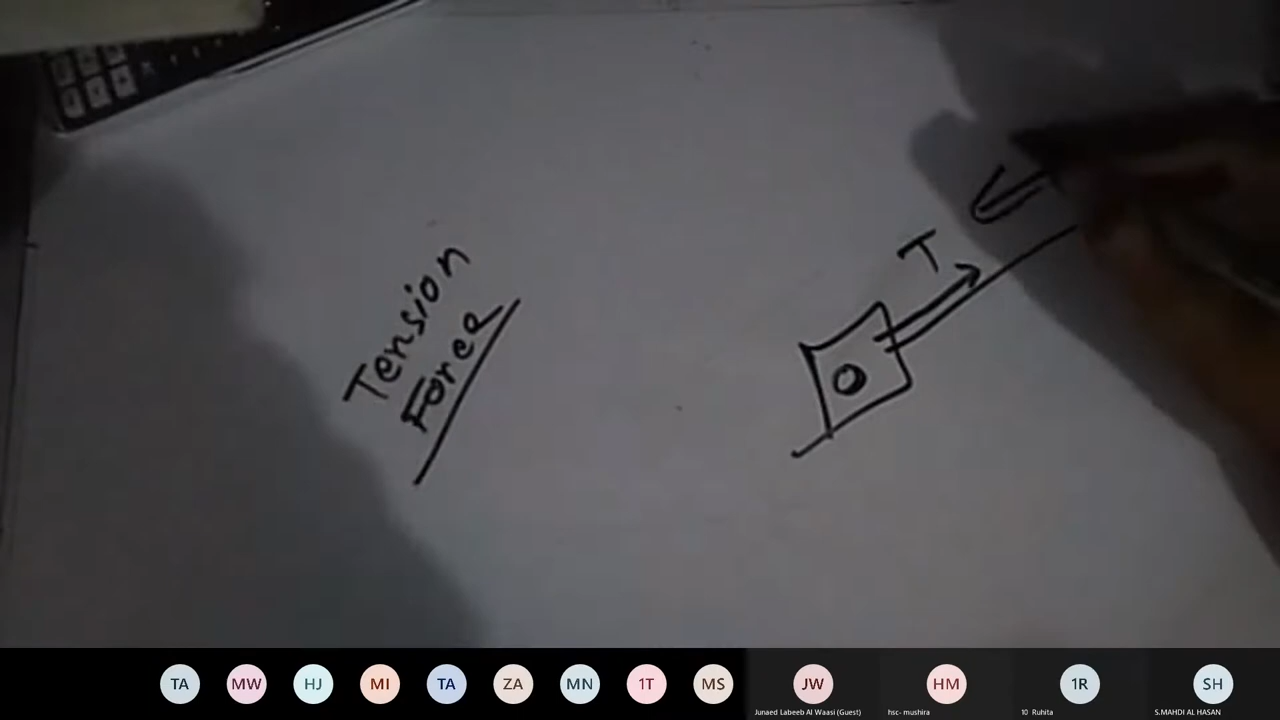 Tension
Force
T
TA
MW
HJ
MI
TA
ZA
MN
1T
MS
JW
HM
1R
SH
Junaed Labeeb Al Waasi (Guest)
hsc- mushira
10 Ruhita
S.MAHDI AL HASAN